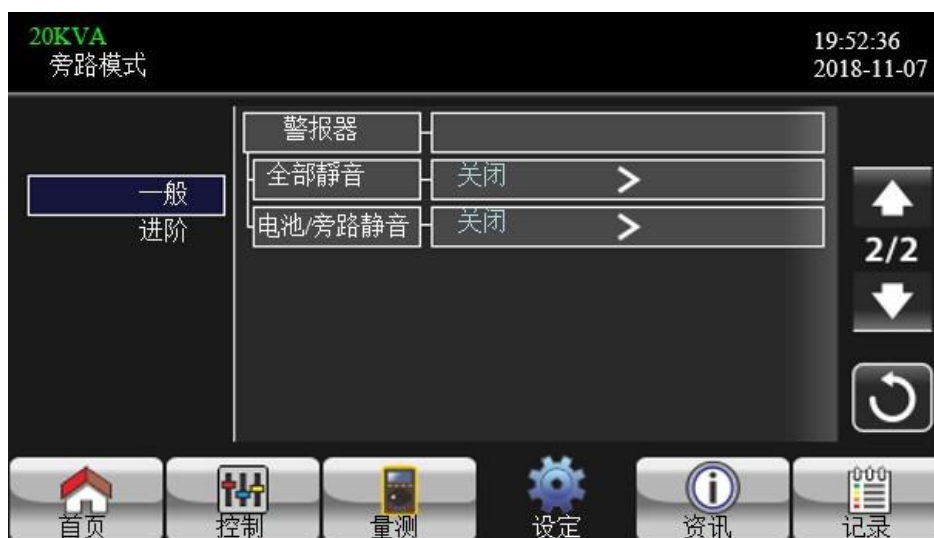 20KVA
旁路模式
19:52:36
2018-11-07
一般
进阶
警报器
全部靜音 关闭 >
电池/旁路静音 关闭 >
2/2
首页 控制 量测 设定 资讯 记录